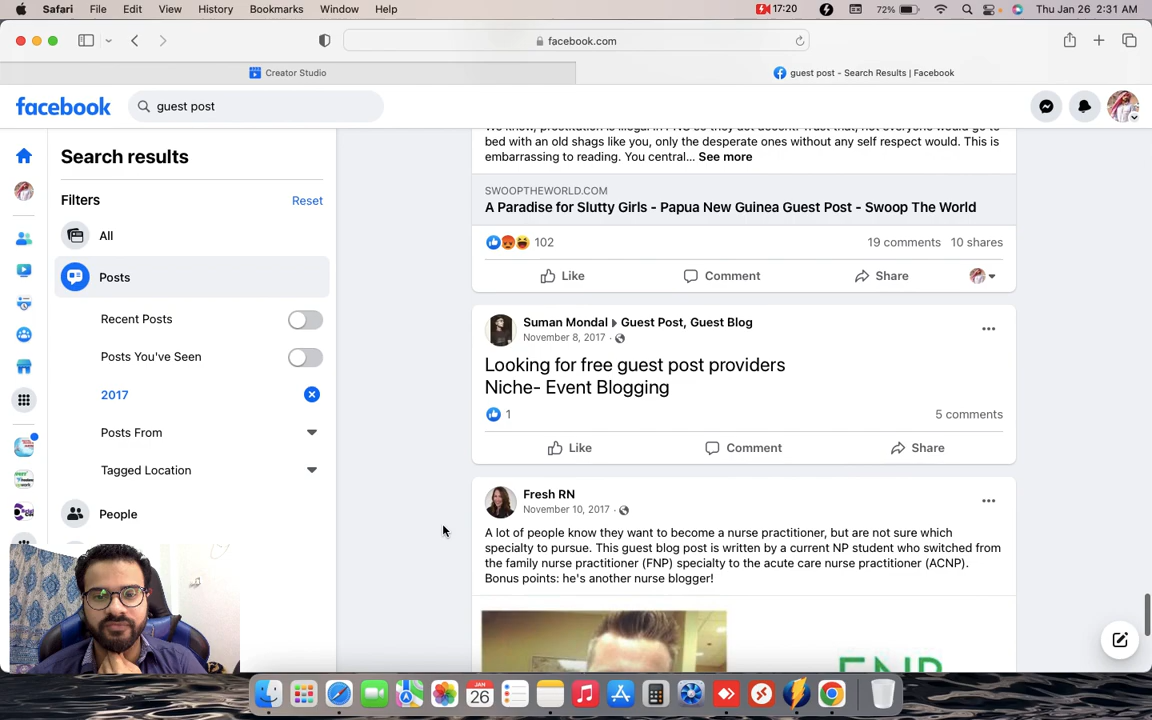 Safari File Edit View History Bookmarks Window Help 17:20 72% Thu Jan 26 2:31 AM
facebook.com
Creator Studio
guest post - Search Results | Facebook
facebook
guest post
Search results
Filters
Reset
All
Posts
Recent Posts
Posts You've Seen
2017
Posts From
Tagged Location
People
bed with an old shags like you, only the desperate ones without any self respect would. This is
embarrassing to reading. You central... See more
SWOOPTHEWORLD.COM
A Paradise for Slutty Girls - Papua New Guinea Guest Post - Swoop The World
102
19 comments 10 shares
Like Comment Share
Suman Mondal Guest Post, Guest Blog
November 8, 2017 ·
Looking for free guest post providers
Niche- Event Blogging
1
5 comments
Like Comment Share
Fresh RN
November 10, 2017 ·
A lot of people know they want to become a nurse practitioner, but are not sure which
specialty to pursue. This guest blog post is written by a current NP student who switched from
the family nurse practitioner (FNP) specialty to the acute care nurse practitioner (ACNP).
Bonus points: he's another nurse blogger!
FNP
JAN
26